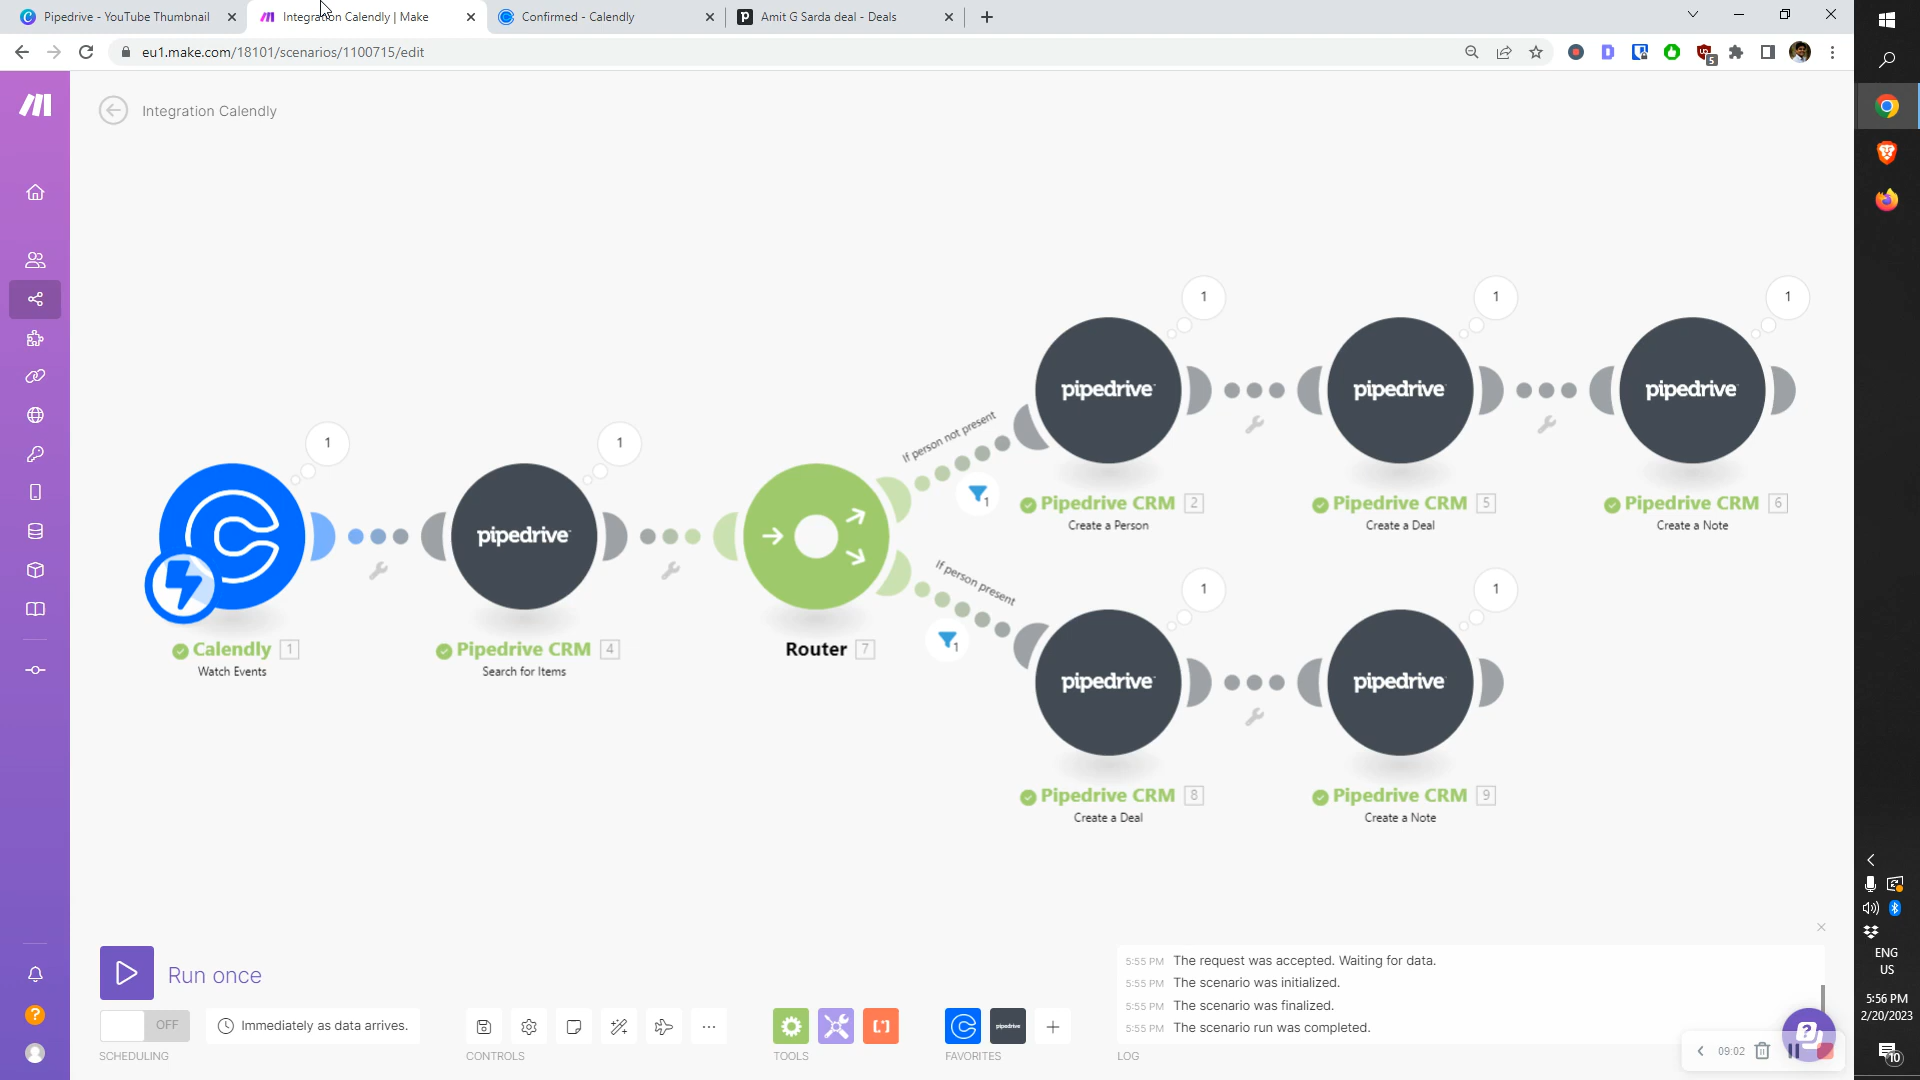 Pipedrive - YouTube Thumbnail
Integration Calendly | Make
Confirmed - Calendly
Amit G Sarda deal - Deals
eu1.make.com/18101/scenarios/1100715/edit
5
Integration Calendly
1
1
1
pipedrive
pipedrive
pipedrive
If person not present
1
1
1
Pipedrive CRM 2
Create a Person
Pipedrive CRM 5
Create a Deal
Pipedrive CRM 6
Create a Note
pipedrive
If person present
1
1
1
Calendly 1
Watch Events
Pipedrive CRM 4
Search for Items
Router 7
pipedrive
pipedrive
Pipedrive CRM 8
Create a Deal
Pipedrive CRM 9
Create a Note
Run once
OFF
Immediately as data arrives.
SCHEDULING
CONTROLS
TOOLS
pipedrive
FAVORITES
5:55 PM The request was accepted. Waiting for data.
5:55 PM The scenario was initialized.
5:55 PM The scenario was finalized.
5:55 PM The scenario run was completed.
LOG
09:02
ENG
US
5:56 PM
2/20/2023
10